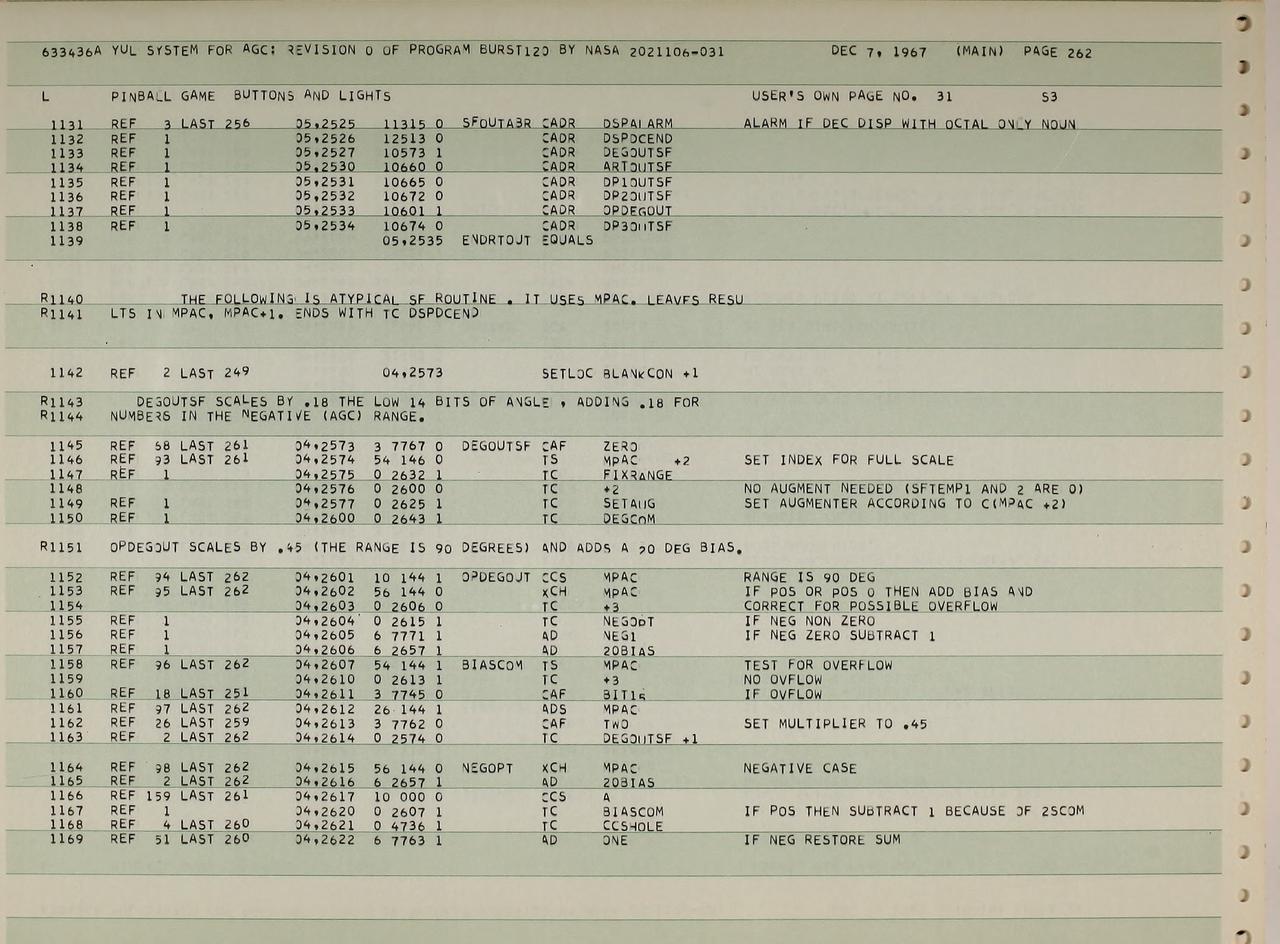 633436A YUL SYSTEM FOR AGC: REVISION 0 OF PROGRAM BURST120 BY NASA 2021106-031 DEC 7, 1967 (MAIN) PAGE 262
L PINBALL GAME BUTTONS AND LIGHTS USER'S OWN PAGE NO. 31 S3
1131 REF 3 LAST 256 05,2525 11315 0 SFOUTABR CADR DSPALARM ALARM IF DEC DISP WITH OCTAL ONLY NOUN
1132 REF 1 05,2526 12513 0 CADR DSPDCEND
1133 REF 1 05,2527 10573 1 CADR DEGOUTSF
1134 REF 1 05,2530 10660 0 CADR ARTOUTSF
1135 REF 1 05,2531 10665 0 CADR DP1OUTSF
1136 REF 1 05,2532 10672 0 CADR DP2OUTSF
1137 REF 1 05,2533 10601 1 CADR OPDEGOUT
1138 REF 1 05,2534 10674 0 CADR DP3OUTSF
1139 05,2535 ENDRTOUT EQUALS
R1140 THE FOLLOWING IS ATYPICAL SF ROUTINE . IT USES MPAC. LEAVES RESU
R1141 LTS IN MPAC, MPAC+1. ENDS WITH TC DSPDCEND
1142 REF 2 LAST 249 04,2573 SETLOC BLANKCON +1
R1143 DEGOUTSF SCALES BY .18 THE LOW 14 BITS OF ANGLE , ADDING .18 FOR
R1144 NUMBERS IN THE NEGATIVE (AGC) RANGE.
1145 REF 58 LAST 261 04,2573 3 7767 0 DEGOUTSF CAF ZERO
1146 REF 93 LAST 261 04,2574 54 146 0 TS MPAC +2 SET INDEX FOR FULL SCALE
1147 REF 1 04,2575 0 2632 1 TC FIXRANGE
1148 04,2576 0 2600 0 TC +2 NO AUGMENT NEEDED (SFTEMP1 AND 2 ARE 0)
1149 REF 1 04,2577 0 2625 1 TC SETAUG SET AUGMENTER ACCORDING TO C(MPAC +2)
1150 REF 1 04,2600 0 2643 1 TC DEGCOM
R1151 OPDEGOUT SCALES BY .45 (THE RANGE IS 90 DEGREES) AND ADDS A 20 DEG BIAS.
1152 REF 94 LAST 262 04,2601 10 144 1 OPDEGOUT CCS MPAC RANGE IS 90 DEG
1153 REF 95 LAST 262 04,2602 56 144 0 XCH MPAC IF POS OR POS 0 THEN ADD BIAS AND
1154 04,2603 0 2606 0 TC +3 CORRECT FOR POSSIBLE OVERFLOW
1155 REF 1 04,2604 0 2615 1 TC NEGOPT IF NEG NON ZERO
1156 REF 1 04,2605 6 7771 1 AD NEG1 IF NEG ZERO SUBTRACT 1
1157 REF 1 04,2606 6 2657 1 AD 20BIAS
1158 REF 96 LAST 262 04,2607 54 144 1 BIASCOM TS MPAC TEST FOR OVERFLOW
1159 04,2610 0 2613 1 TC +3 NO OVFLOW
1160 REF 18 LAST 251 04,2611 3 7745 0 CAF BIT15 IF OVFLOW
1161 REF 97 LAST 262 04,2612 26 144 1 ADS MPAC
1162 REF 26 LAST 259 04,2613 3 7762 0 CAF TWO SET MULTIPLIER TO .45
1163 REF 2 LAST 262 04,2614 0 2574 0 TC DEGOUTSF +1
1164 REF 98 LAST 262 04,2615 56 144 0 NEGOPT XCH MPAC NEGATIVE CASE
1165 REF 2 LAST 262 04,2616 6 2657 1 AD 20BIAS
1166 REF 159 LAST 261 04,2617 10 000 0 CCS A
1167 REF 1 04,2620 0 2607 1 TC BIASCOM IF POS THEN SUBTRACT 1 BECAUSE OF 2SCOM
1168 REF 4 LAST 260 04,2621 0 4736 1 TC CCSHOLE
1169 REF 51 LAST 260 04,2622 6 7763 1 AD ONE IF NEG RESTORE SUM